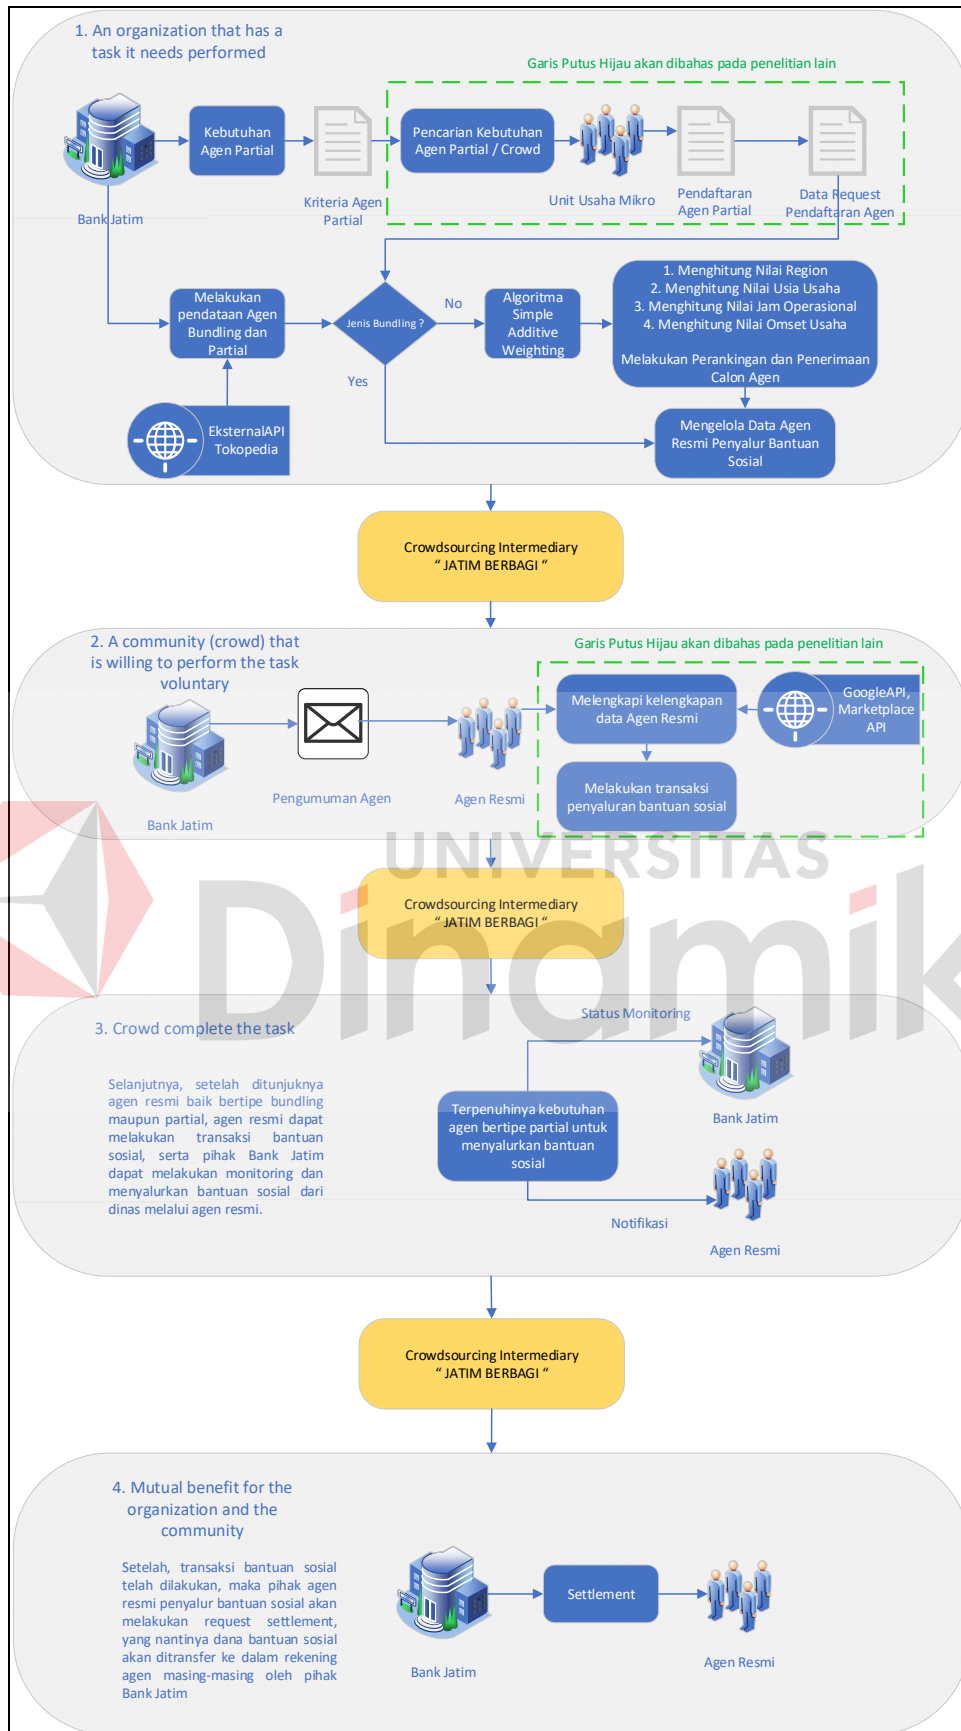 1. An organization that has a
task it needs performed
Garis Putus Hijau akan dibahas pada penelitian lain
Kebutuhan
Agen Partial
Pencarian Kebutuhan
Agen Partial / Crowd
Bank Jatim
Kriteria Agen
Partial
Unit Usaha Mikro
Pendaftaran
Agen Partial
Data Request
Pendaftaran Agen
Melakukan
pendataan Agen
Bundling dan
Partial
Jenis Bundling ?
No
Yes
Algoritma
Simple
Additive
Weighting
1. Menghitung Nilai Region
2. Menghitung Nilai Usia Usaha
3. Menghitung Nilai Jam Operasional
4. Menghitung Nilai Omset Usaha
Melakukan Perankingan dan Penerimaan
Calon Agen
EksternalAPI
Tokopedia
Mengelola Data Agen
Resmi Penyalur Bantuan
Sosial
Crowdsourcing Intermediary
“ JATIM BERBAGI “
2. A community (crowd) that
is willing to perform the task
voluntary
Garis Putus Hijau akan dibahas pada penelitian lain
Melengkapi kelengkapan
data Agen Resmi
GoogleAPI,
Marketplace
API
Melakukan transaksi
penyaluran bantuan sosial
Pengumuman Agen
Agen Resmi
Bank Jatim
UNIVERSITAS
Dinamik
Crowdsourcing Intermediary
“ JATIM BERBAGI “
3. Crowd complete the task
Status Monitoring
Selanjutnya, setelah ditunjuknya
agen resmi baik bertipe bundling
maupun partial, agen resmi dapat
melakukan transaksi bantuan
sosial, serta pihak Bank Jatim
dapat melakukan monitoring dan
menyalurkan bantuan sosial dari
dinas melalui agen resmi.
Terpenuhinya kebutuhan
agen bertipe partial untuk
menyalurkan bantuan
sosial
Bank Jatim
Notifikasi
Agen Resmi
Crowdsourcing Intermediary
“ JATIM BERBAGI “
4. Mutual benefit for the
organization and the
community
Setelah, transaksi bantuan sosial
telah dilakukan, maka pihak agen
resmi penyalur bantuan sosial akan
melakukan request settlement,
yang nantinya dana bantuan sosial
akan ditransfer ke dalam rekening
agen masing-masing oleh pihak
Bank Jatim
Settlement
Bank Jatim
Agen Resmi